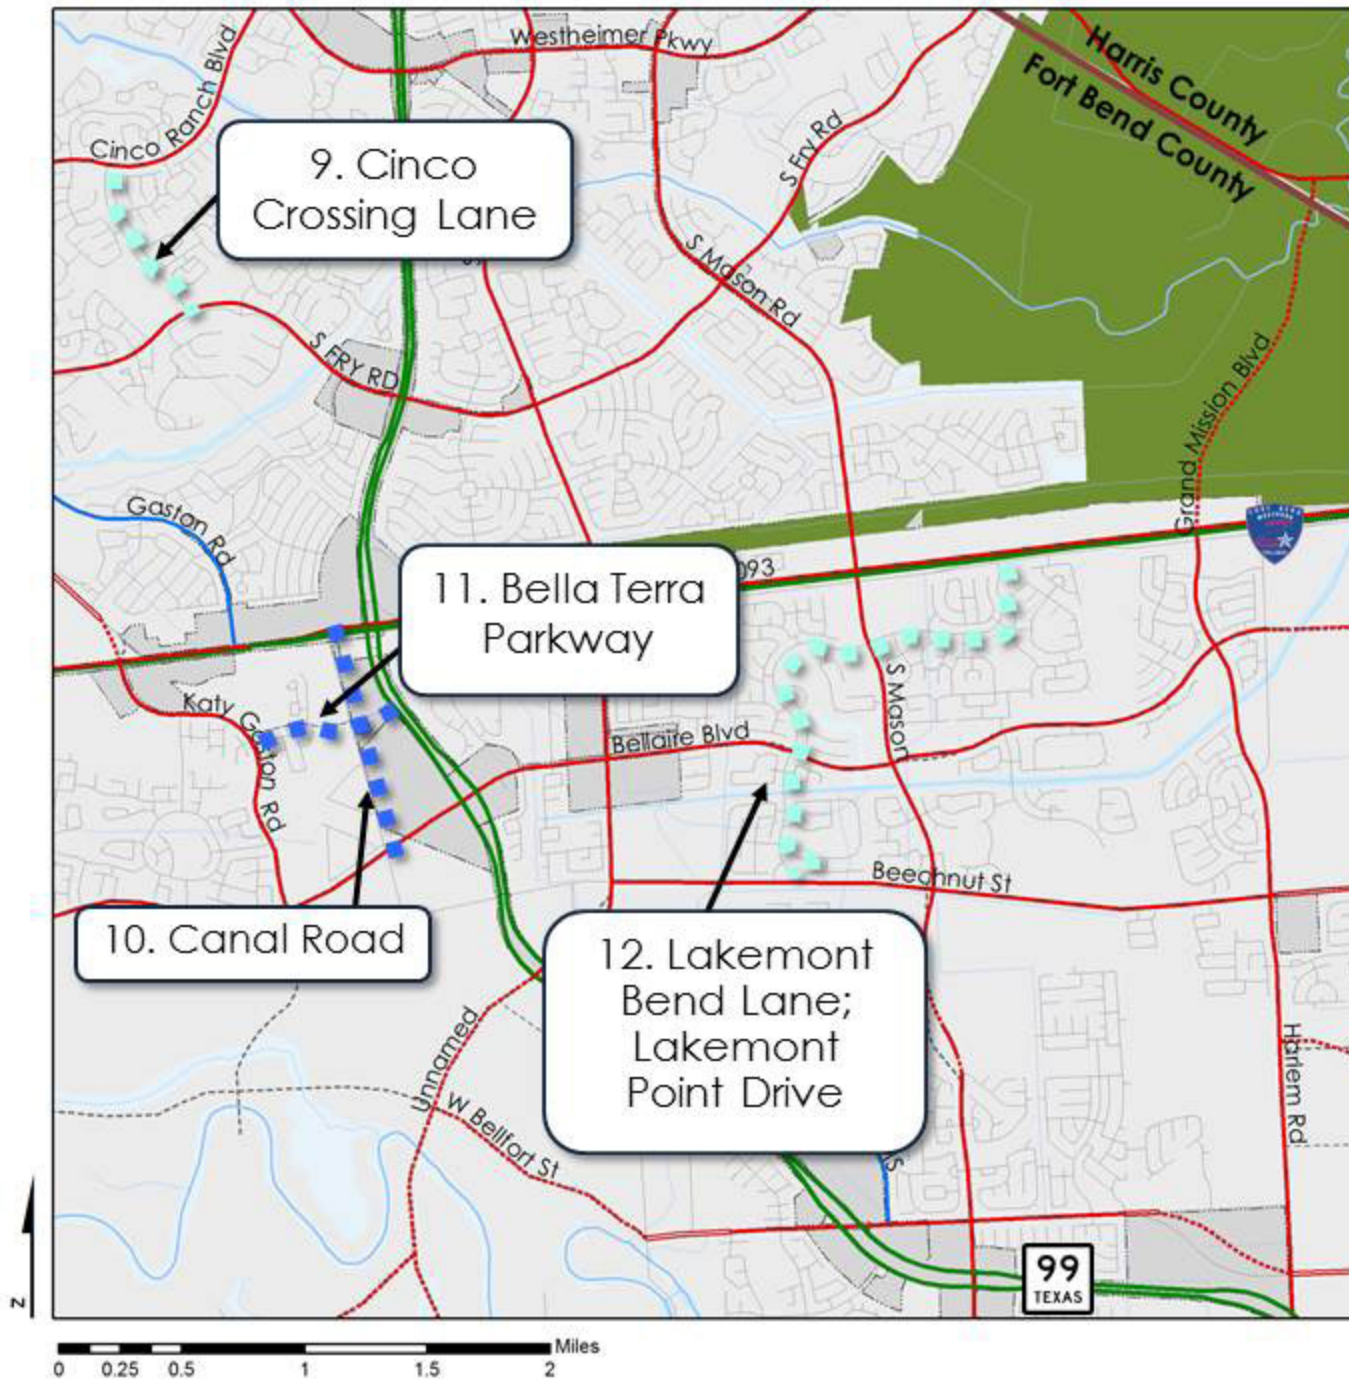 Westheimer Pkwy
Harris County
Fort Bend County
Cinco Ranch Blvd
S Fry Rd
9. Cinco
Crossing Lane
S Mason Rd
S FRY RD
Grand Mission Blvd
Gaston Rd
11. Bella Terra
Parkway
093
Katy Gaston Rd
S Mason
Bellaire Blvd
Beechnut St
10. Canal Road
12. Lakemont
Bend Lane;
Lakemont
Point Drive
Unnamed
W Bellfort St
Harlem Rd
99
TEXAS
N
Miles
0 0.25 0.5 1 1.5 2